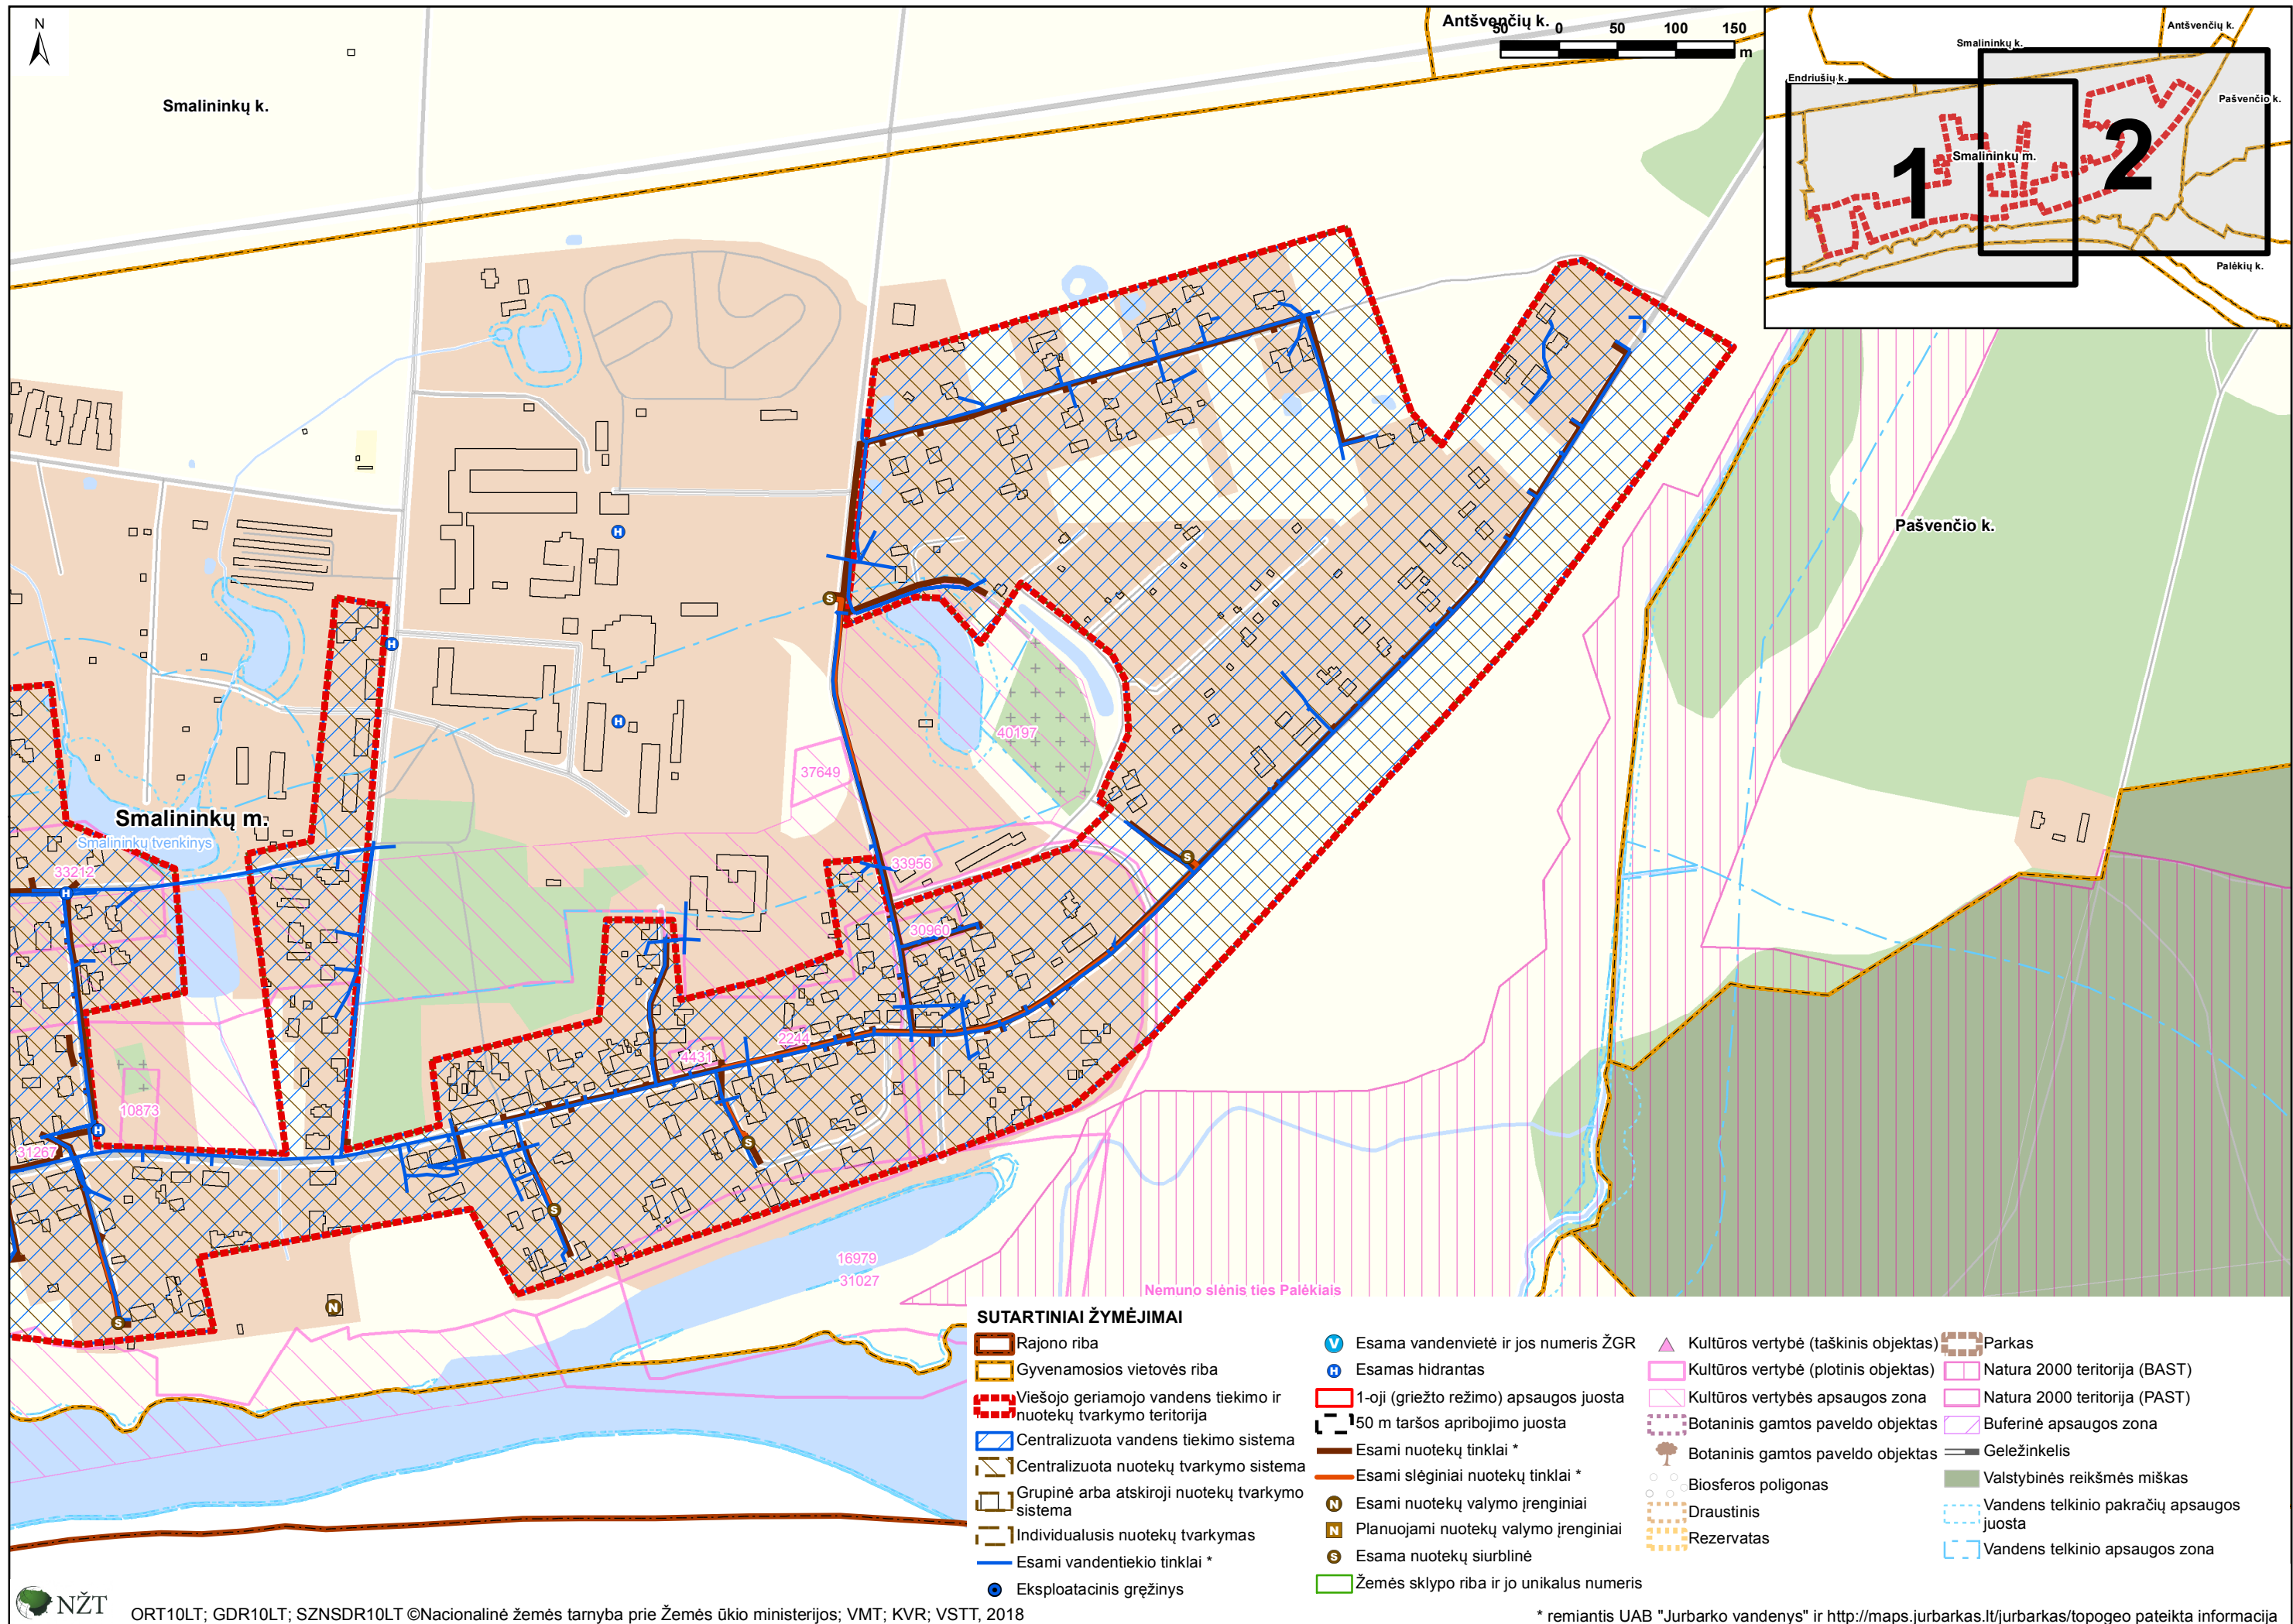 N
Smalininkų k.
Antšvenčių k.
50 0 50 100 150
m
Antšvenčių k.
Smalininkų k.
Endriušių k.
Pašvenčio k.
Smalininkų m.
1
2
Palėkių k.
Pašvenčio k.
H
S
H
H
40197
37649
Smalininkų m.
Smalininkų tvenkinys
33212
33956
S
H
30960
2244
4431
10873
H
31267
S
S
16979
31027
Nemuno slėnis ties Palėkiais
N
S
SUTARTINIAI ŽYMĖJIMAI
Rajono riba
Gyvenamosios vietovės riba
Viešojo geriamojo vandens tiekimo ir
nuotekų tvarkymo teritorija
Centralizuota vandens tiekimo sistema
Centralizuota nuotekų tvarkymo sistema
Grupinė arba atskiroji nuotekų tvarkymo
sistema
Individualusis nuotekų tvarkymas
Esami vandentiekio tinklai *
Eksploatacinis gręžinys
V Esama vandenvietė ir jos numeris ŽGR
H Esamas hidrantas
1-oji (griežto režimo) apsaugos juosta
50 m taršos apribojimo juosta
Esami nuotekų tinklai *
Esami slėginiai nuotekų tinklai *
N Esami nuotekų valymo įrenginiai
N Planuojami nuotekų valymo įrenginiai
S Esama nuotekų siurblinė
Žemės sklypo riba ir jo unikalus numeris
Kultūros vertybė (taškinis objektas)
Kultūros vertybė (plotinis objektas)
Kultūros vertybės apsaugos zona
Botaninis gamtos paveldo objektas
Botaninis gamtos paveldo objektas
Biosferos poligonas
Draustinis
Rezervatas
Parkas
Natura 2000 teritorija (BAST)
Natura 2000 teritorija (PAST)
Buferinė apsaugos zona
Geležinkelis
Valstybinės reikšmės miškas
Vandens telkinio pakračių apsaugos
juosta
Vandens telkinio apsaugos zona
NŽT
ORT10LT; GDR10LT; SZNSDR10LT ©Nacionalinė žemės tarnyba prie Žemės ūkio ministerijos; VMT; KVR; VSTT, 2018
* remiantis UAB "Jurbarko vandenys" ir http://maps.jurbarkas.lt/jurbarkas/topogeo pateikta informacija